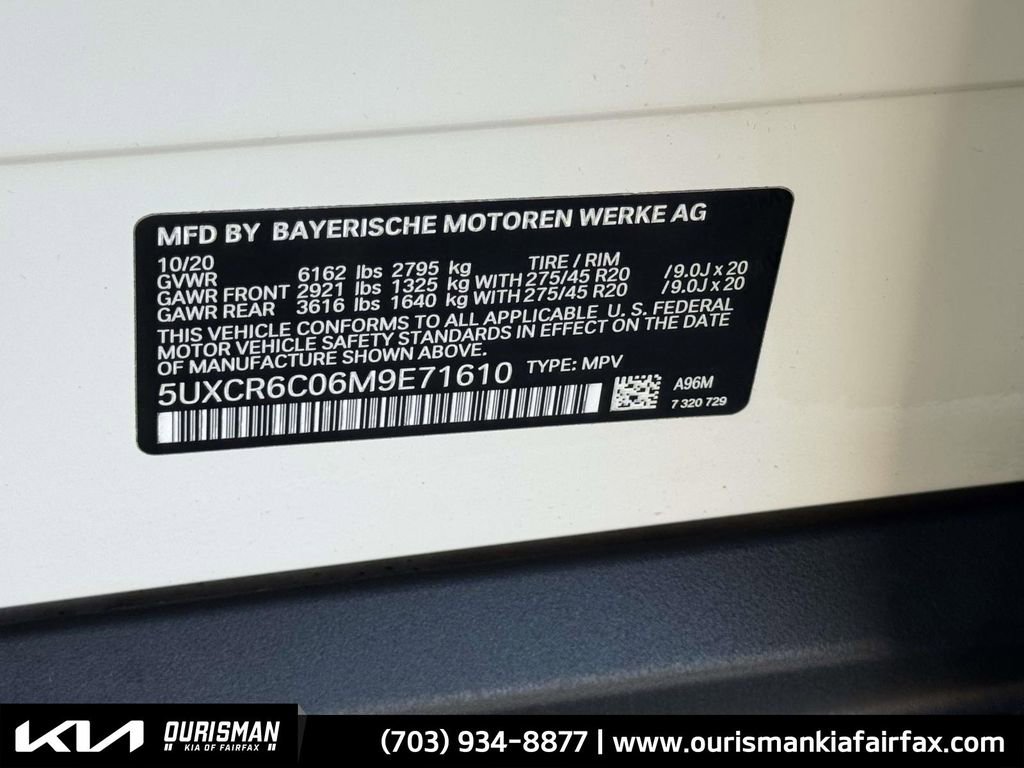 MFD BY BAYERISCHE MOTOREN WERKE AG
10/20 TIRE / RIM
GVWR 6162 lbs 2795 kg
GAWR FRONT 2921 lbs 1325 kg WITH 275/45 R20 / 9.0J x 20
GAWR REAR 3616 lbs 1640 kg WITH 275/45 R20 / 9.0J x 20
THIS VEHICLE CONFORMS TO ALL APPLICABLE U. S. FEDERAL
MOTOR VEHICLE SAFETY STANDARDS IN EFFECT ON THE DATE
OF MANUFACTURE SHOWN ABOVE.
5UXCR6C06M9E71610 TYPE: MPV
A96M
7 320 729
KIA OURISMAN
KIA OF FAIRFAX
(703) 934-8877 | www.ourismankiafairfax.com